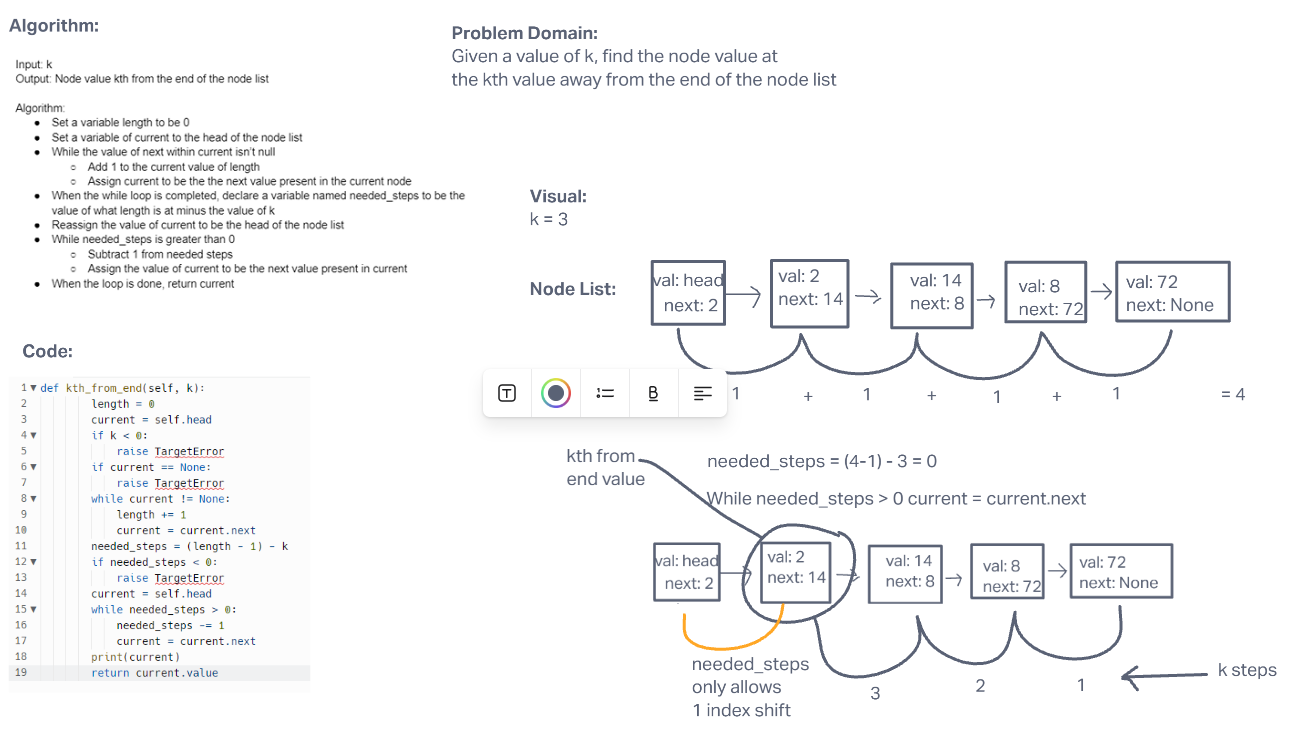 Algorithm:
Input: k
Output: Node value kth from the end of the node list
Algorithm:
• Set a variable length to be 0
• Set a variable of current to the head of the node list
• While the value of next within current isn't null
○ Add 1 to the current value of length
○ Assign current to be the the next value present in the current node
• When the while loop is completed, declare a variable named needed_steps to be the
value of what length is at minus the value of k
• Reassign the value of current to be the head of the node list
• While needed_steps is greater than 0
○ Subtract 1 from needed steps
○ Assign the value of current to be the next value present in current
• When the loop is done, return current
Code:
1 def kth_from_end(self, k):
2 length = 0
3 current = self.head
4 if k < 0:
5 raise TargetError
6 if current == None:
7 raise TargetError
8 while current != None:
9 length += 1
10 current = current.next
11 needed_steps = (length - 1) - k
12 if needed_steps < 0:
13 raise TargetError
14 current = self.head
15 while needed_steps > 0:
16 needed_steps -= 1
17 current = current.next
18 print(current)
19 return current.value
Problem Domain:
Given a value of k, find the node value at
the kth value away from the end of the node list
Visual:
k = 3
Node List:
val: head
next: 2
val: 2
next: 14
val: 14
next: 8
val: 8
next: 72
val: 72
next: None
1 + 1 + 1 + 1 = 4
T B
kth from
end value
needed_steps = (4-1) - 3 = 0
While needed_steps > 0 current = current.next
val: head
next: 2
val: 2
next: 14
val: 14
next: 8
val: 8
next: 72
val: 72
next: None
needed_steps
only allows
1 index shift
3 2 1
k steps